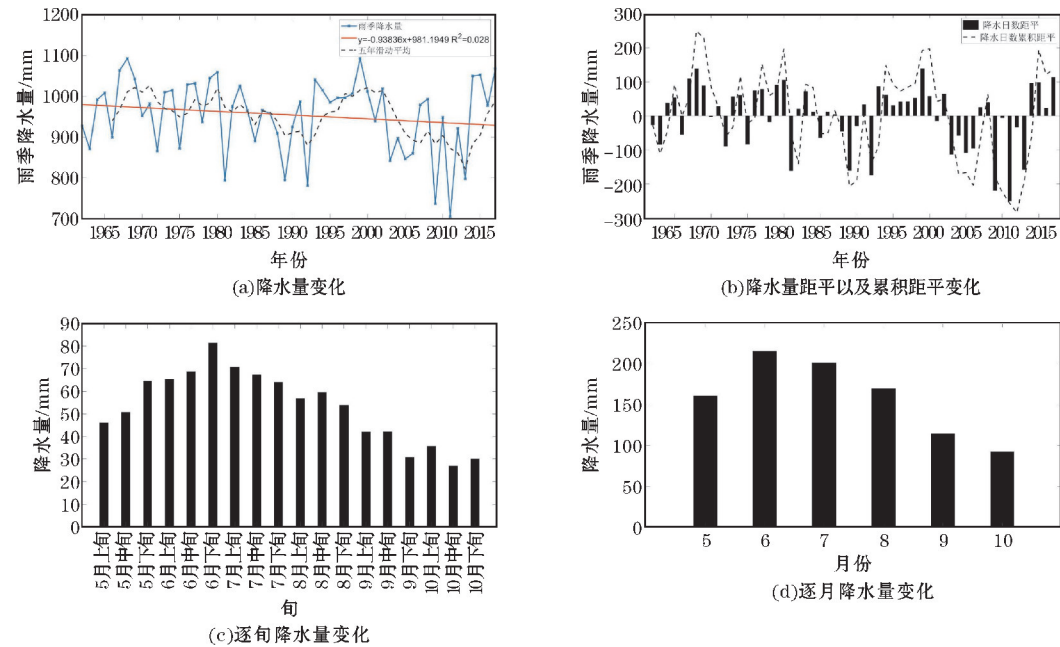 1200
1100
1000
900
800
700
雨季降水量/mm
雨季降水量
y=-0.93836x+981.1949 R²=0.028
五年滑动平均
1965 1970 1975 1980 1985 1990 1995 2000 2005 2010 2015
年份
(a)降水量变化
300
200
100
0
-100
-200
-300
雨季降水量/mm
降水日数距平
降水日数累积距平
1965 1970 1975 1980 1985 1990 1995 2000 2005 2010 2015
年份
(b)降水量距平以及累积距平变化
90
80
70
60
50
40
30
20
10
0
降水量/mm
5月上旬 5月中旬 5月下旬 6月上旬 6月中旬 6月下旬 7月上旬 7月中旬 7月下旬 8月上旬 8月中旬 8月下旬 9月上旬 9月中旬 9月下旬 10月上旬 10月中旬 10月下旬
旬
(c)逐旬降水量变化
250
200
150
100
50
0
降水量/mm
5 6 7 8 9 10
月份
(d)逐月降水量变化